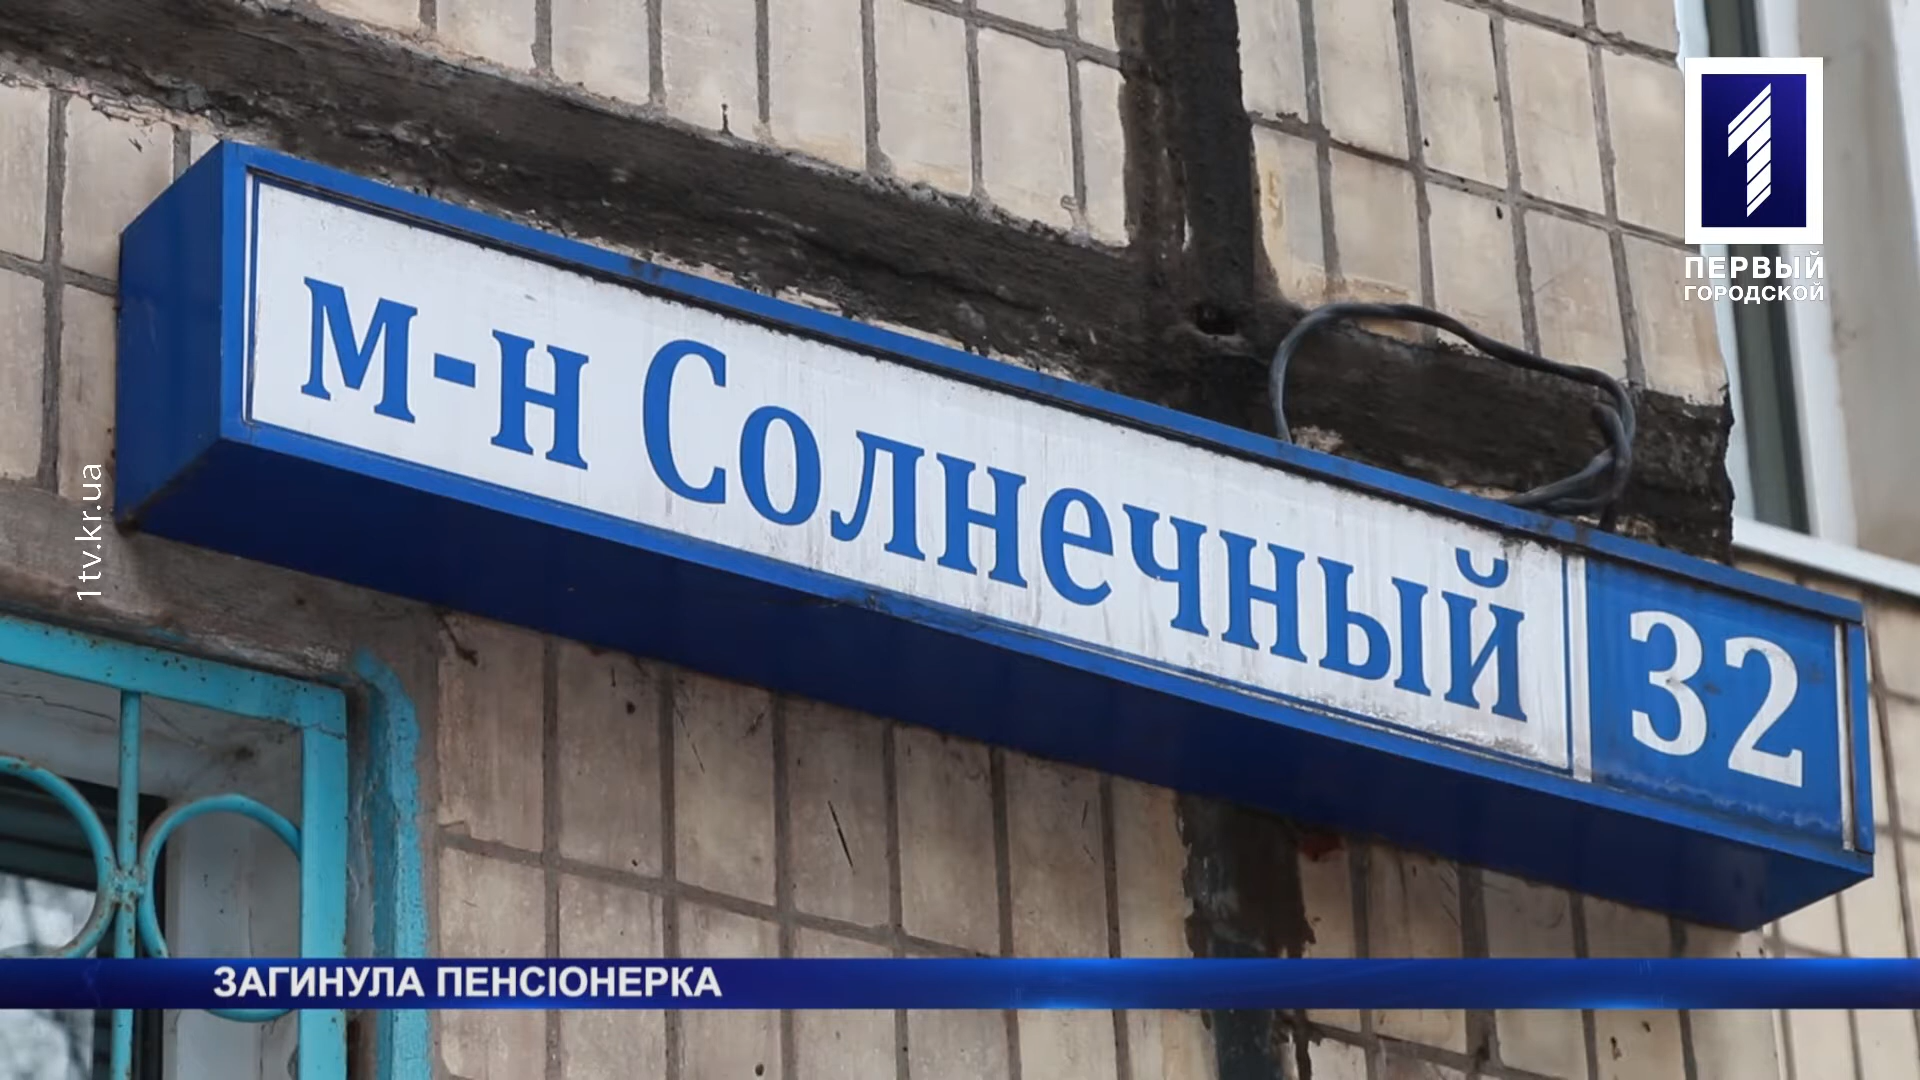 ПЕРВЫЙ
ГОРОДСКОЙ
м-н Солнечный 32
1tv.kr.ua
ЗАГИНУЛА ПЕНСІОНЕРКА